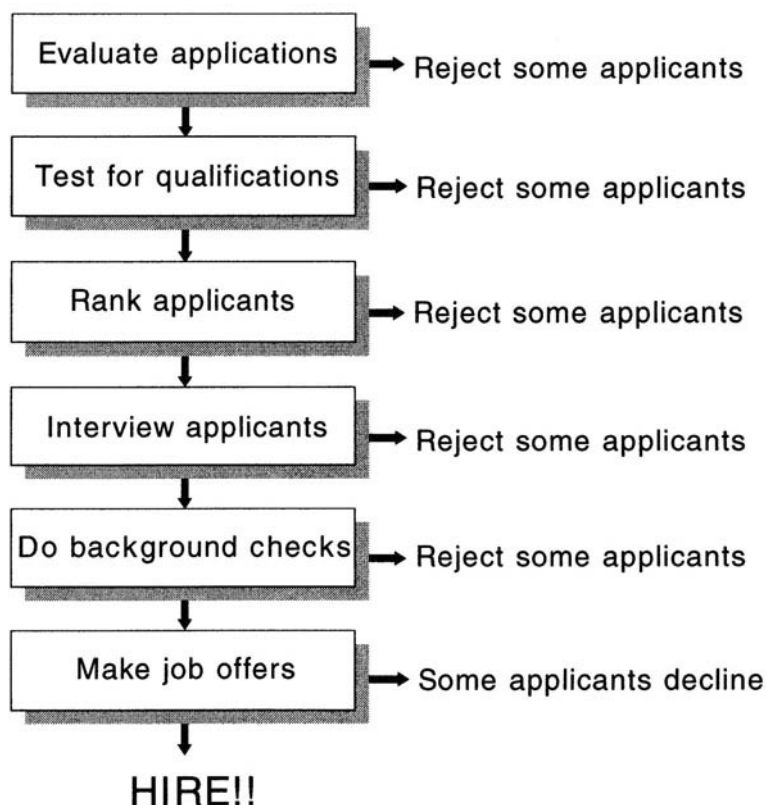 Evaluate applications
Reject some applicants
Test for qualifications
Reject some applicants
Rank applicants
Reject some applicants
Interview applicants
Reject some applicants
Do background checks
Reject some applicants
Make job offers
Some applicants decline
HIRE!!